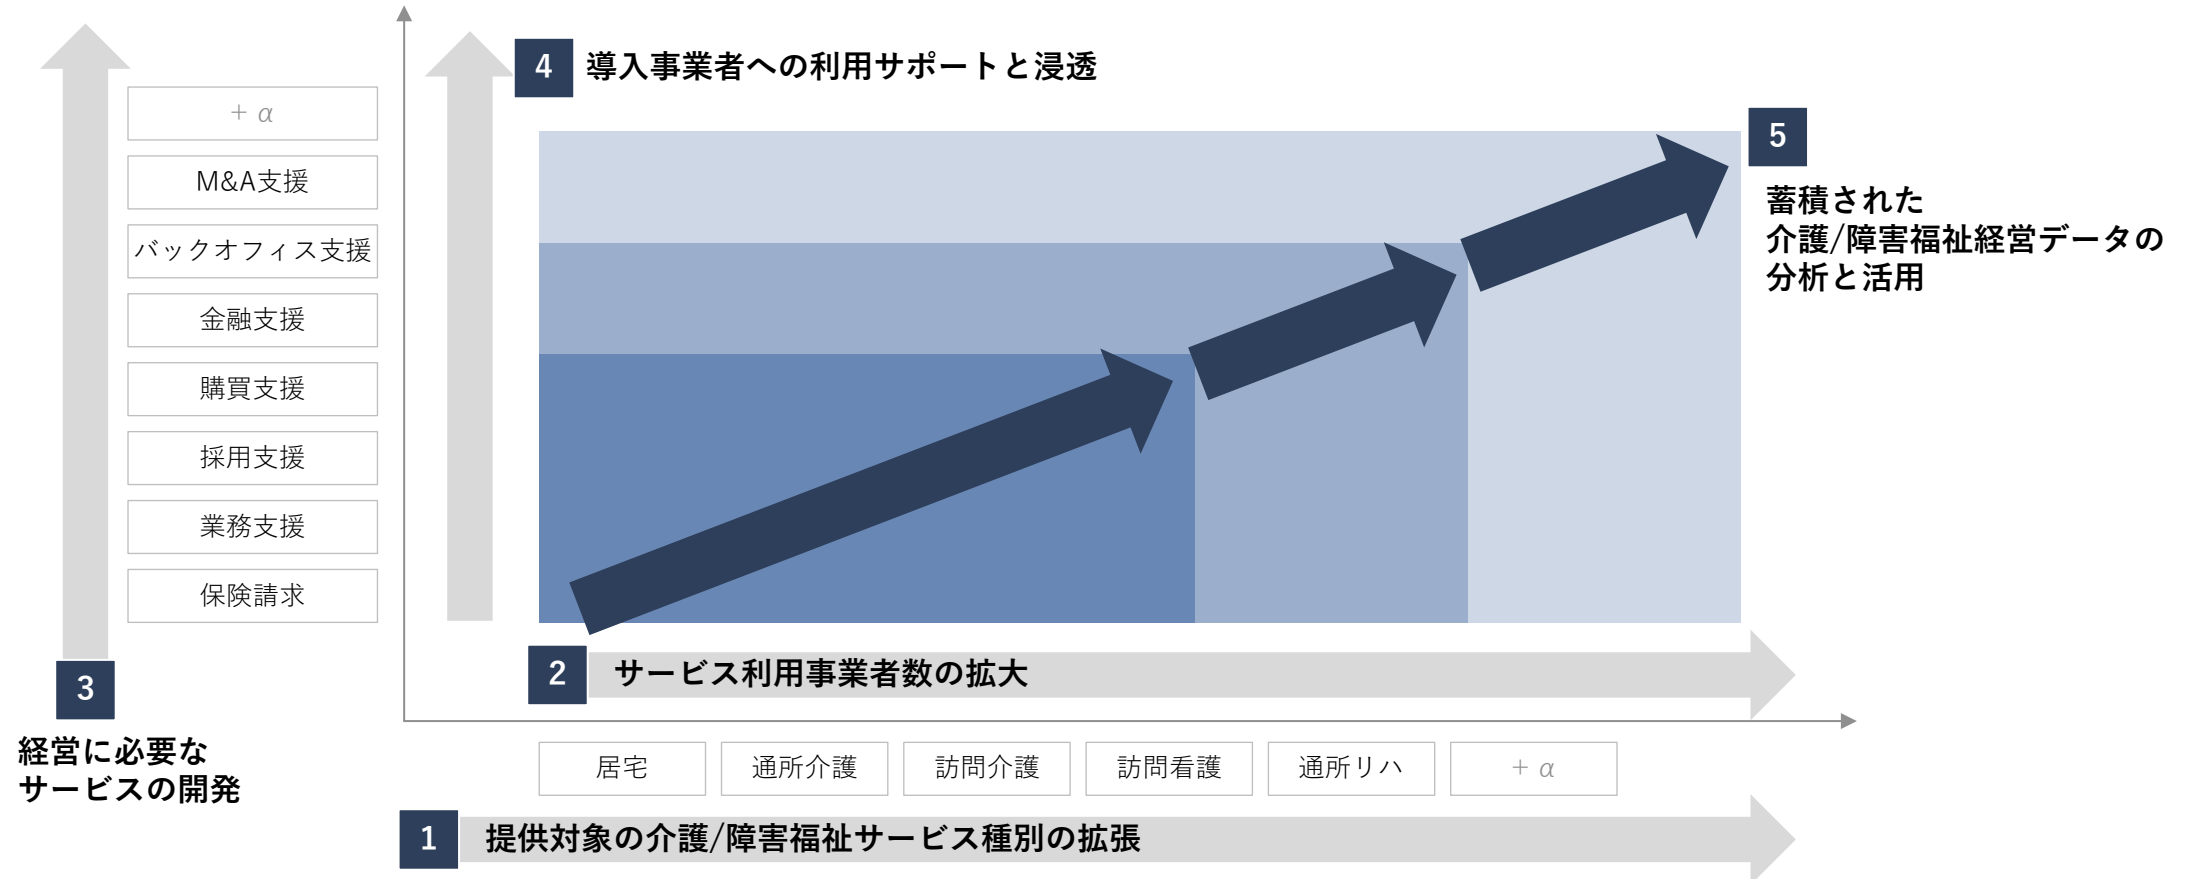 4 導入事業者への利用サポートと浸透
5
蓄積された
介護/障害福祉経営データの
分析と活用
+ α
M&A支援
バックオフィス支援
金融支援
購買支援
採用支援
業務支援
保険請求
3
経営に必要な
サービスの開発
2 サービス利用事業者数の拡大
居宅 通所介護 訪問介護 訪問看護 通所リハ + α
1 提供対象の介護/障害福祉サービス種別の拡張